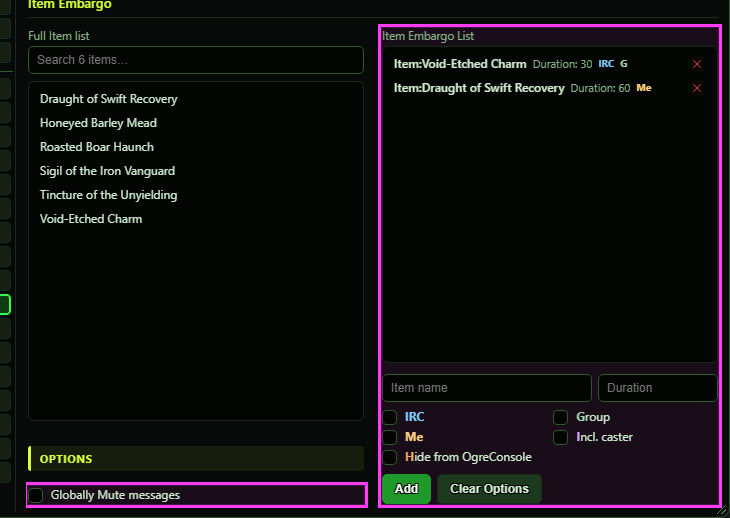 Item Embargo
Full Item list
Search 6 items...
Draught of Swift Recovery
Honeyed Barley Mead
Roasted Boar Haunch
Sigil of the Iron Vanguard
Tincture of the Unyielding
Void-Etched Charm
OPTIONS
Globally Mute messages
Item Embargo List
Item:Void-Etched Charm Duration: 30 IRC G
Item:Draught of Swift Recovery Duration: 60 Me
Item name Duration
IRC Group
Me Incl. caster
Hide from OgreConsole
Add Clear Options